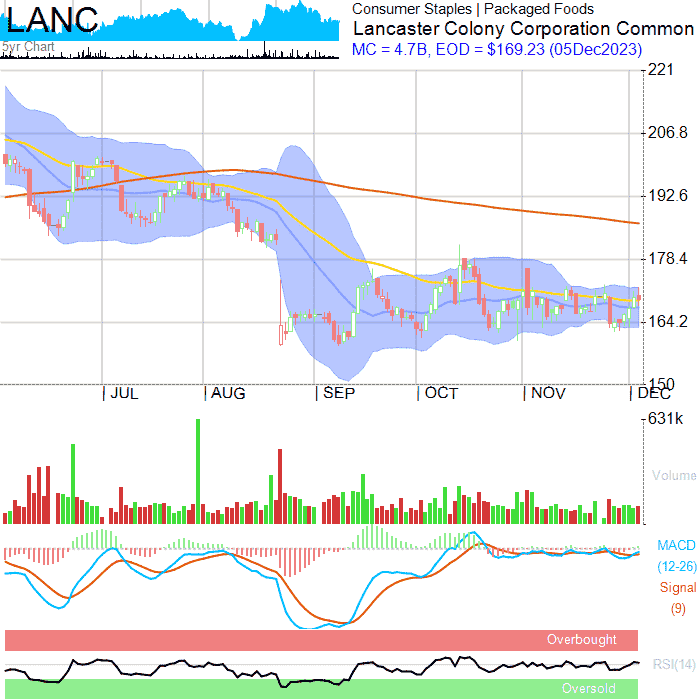 LANC
5yr Chart
Consumer Staples | Packaged Foods
Lancaster Colony Corporation Common
MC = 4.7B, EOD = $169.23 (05Dec2023)
221
206.8
192.6
178.4
164.2
150
| JUL | AUG | SEP | OCT | NOV | DEC
631k
Volume
MACD
(12-26)
Signal
(9)
Overbought
RSI(14)
Oversold